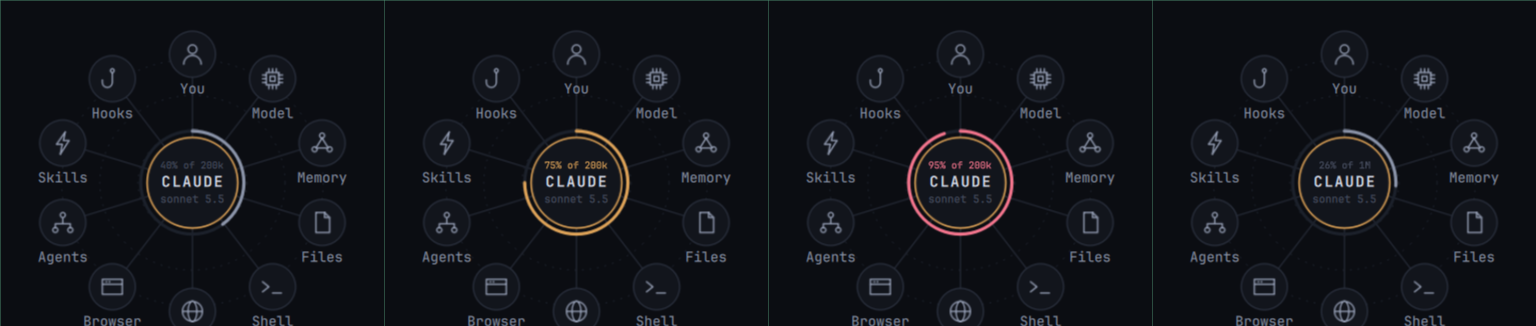 You
Hooks
Model
40% of 200k
CLAUDE
sonnet 5.5
Skills
Memory
Agents
Files
Browser
Shell
You
Hooks
Model
75% of 200k
CLAUDE
sonnet 5.5
Skills
Memory
Agents
Files
Browser
Shell
You
Hooks
Model
95% of 200k
CLAUDE
sonnet 5.5
Skills
Memory
Agents
Files
Browser
Shell
You
Hooks
Model
26% of 1M
CLAUDE
sonnet 5.5
Skills
Memory
Agents
Files
Browser
Shell